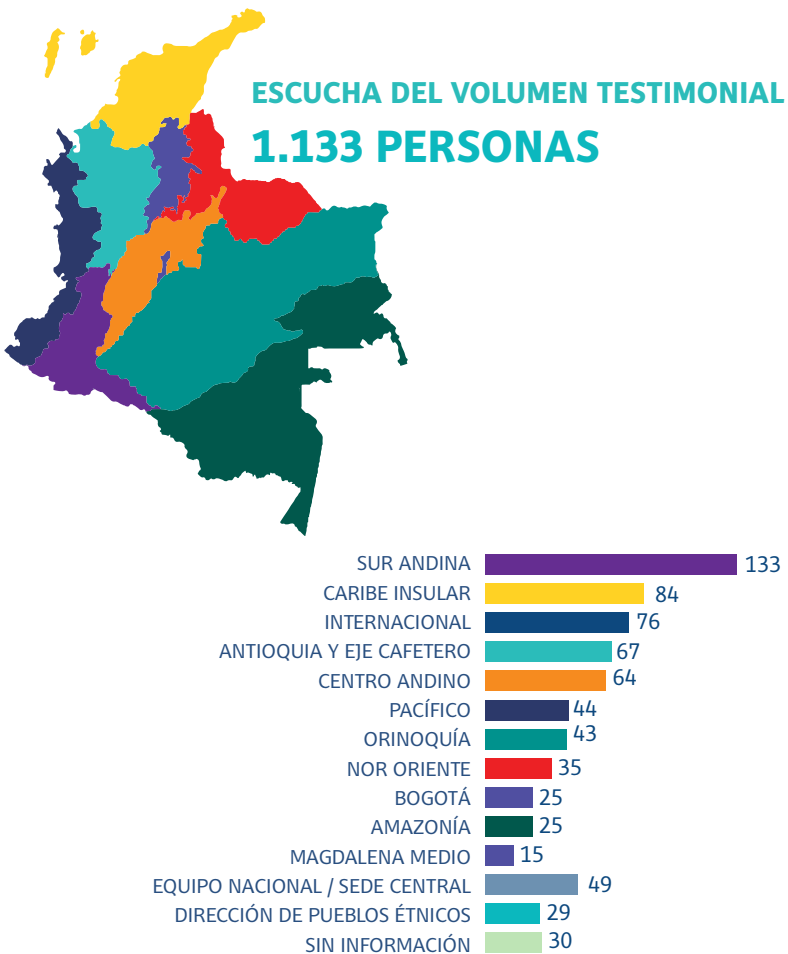 ESCUCHA DEL VOLUMEN TESTIMONIAL
1.133 PERSONAS
SUR ANDINA 133
CARIBE INSULAR 84
INTERNACIONAL 76
ANTIOQUIA Y EJE CAFETERO 67
CENTRO ANDINO 64
PACÍFICO 44
ORINOQUÍA 43
NOR ORIENTE 35
BOGOTÁ 25
AMAZONÍA 25
MAGDALENA MEDIO 15
EQUIPO NACIONAL / SEDE CENTRAL 49
DIRECCIÓN DE PUEBLOS ÉTNICOS 29
SIN INFORMACIÓN 30